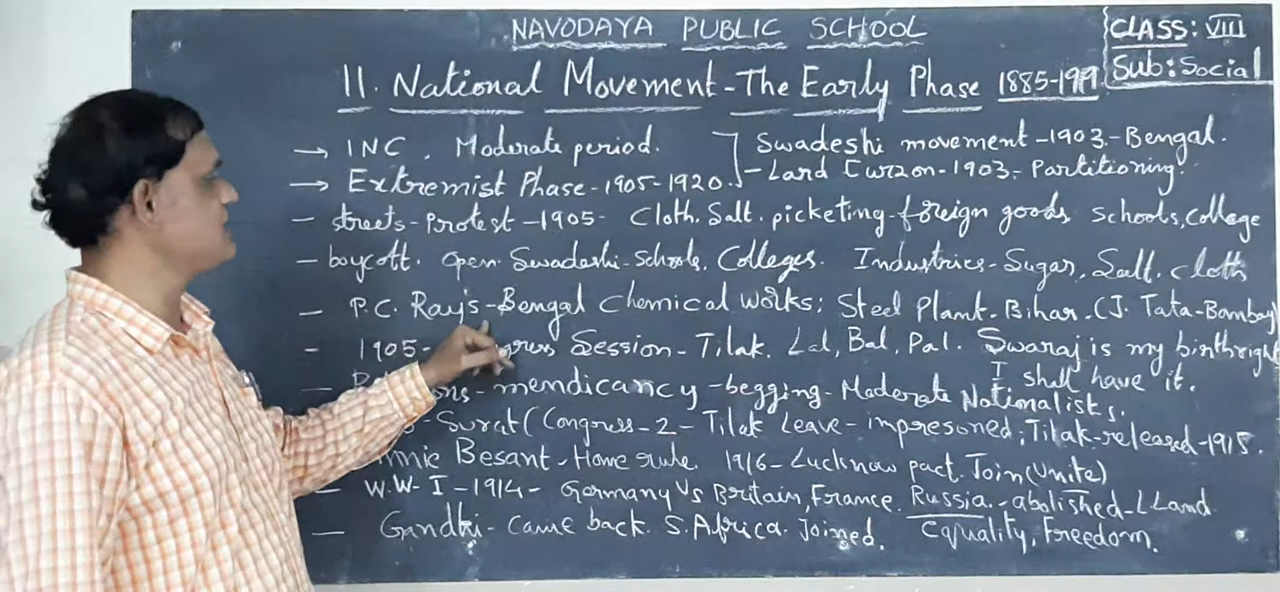 NAVODAYA PUBLIC SCHOOL
CLASS: VIII
Sub: Social
11. National Movement - The Early Phase 1885-1919
→ INC. Moderate period.
Swadeshi movement - 1903 - Bengal.
→ Extremist Phase - 1905 - 1920.
- Lard Curzon - 1903 - Partitioning.
- streets - Protest - 1905 - Cloth. Salt. picketing - foreign goods schools, college
- boycott. open. Swadeshi - Schools. Colleges. Industries - Sugar, Salt. cloth
- P.C. Ray's - Bengal Chemical works; Steel Plant - Bihar. (J. Tata - Bombay)
- 1905 - Session - Tilak. Lal, Bal, Pal. Swaraj is my birthright
I shall have it.
- mendicancy - begging - Moderate Nationalists.
- Surat (Congress - 2 - Tilak Leave - impresoned; Tilak - released - 1915.
Besant - Home rule. 1916 - Lucknow pact. Join (Unite)
- W.W - I - 1914 - Germany Vs Britain, France. Russia. - abolished - L Land
- Gandhi - Came back. S. Africa. Joined. Equality, Freedom.